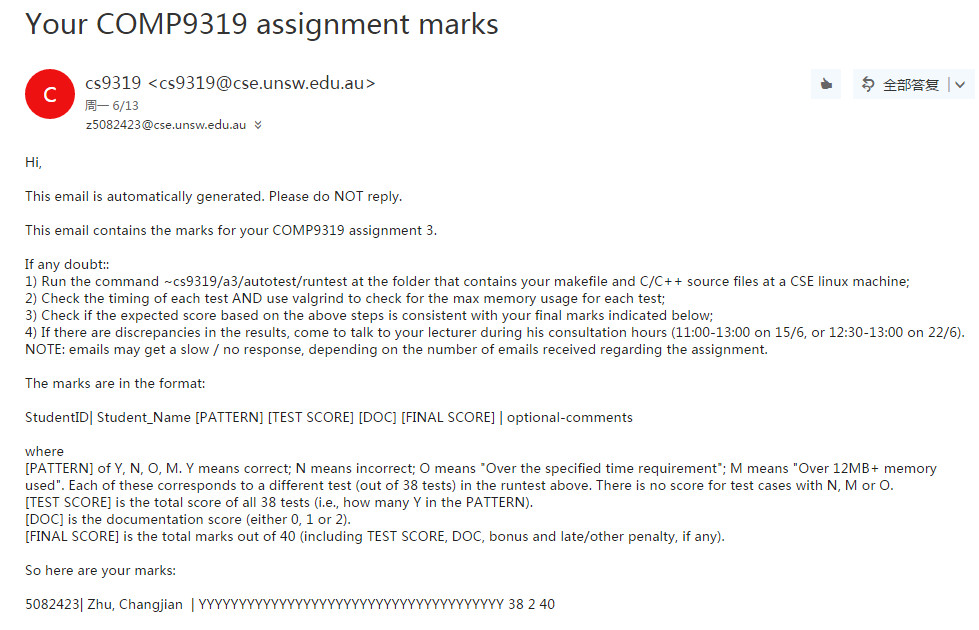 Your COMP9319 assignment marks
C
cs9319 <cs9319@cse.unsw.edu.au>
全部答复
周一 6/13
z5082423@cse.unsw.edu.au
Hi,
This email is automatically generated. Please do NOT reply.
This email contains the marks for your COMP9319 assignment 3.
If any doubt::
1) Run the command ~cs9319/a3/autotest/runtest at the folder that contains your makefile and C/C++ source files at a CSE linux machine;
2) Check the timing of each test AND use valgrind to check for the max memory usage for each test;
3) Check if the expected score based on the above steps is consistent with your final marks indicated below;
4) If there are discrepancies in the results, come to talk to your lecturer during his consultation hours (11:00-13:00 on 15/6, or 12:30-13:00 on 22/6).
NOTE: emails may get a slow / no response, depending on the number of emails received regarding the assignment.
The marks are in the format:
StudentID| Student_Name [PATTERN] [TEST SCORE] [DOC] [FINAL SCORE] | optional-comments
where
[PATTERN] of Y, N, O, M. Y means correct; N means incorrect; O means "Over the specified time requirement"; M means "Over 12MB+ memory
used". Each of these corresponds to a different test (out of 38 tests) in the runtest above. There is no score for test cases with N, M or O.
[TEST SCORE] is the total score of all 38 tests (i.e., how many Y in the PATTERN).
[DOC] is the documentation score (either 0, 1 or 2).
[FINAL SCORE] is the total marks out of 40 (including TEST SCORE, DOC, bonus and late/other penalty, if any).
So here are your marks:
5082423| Zhu, Changjian | YYYYYYYYYYYYYYYYYYYYYYYYYYYYYYYYYYYYYY 38 2 40